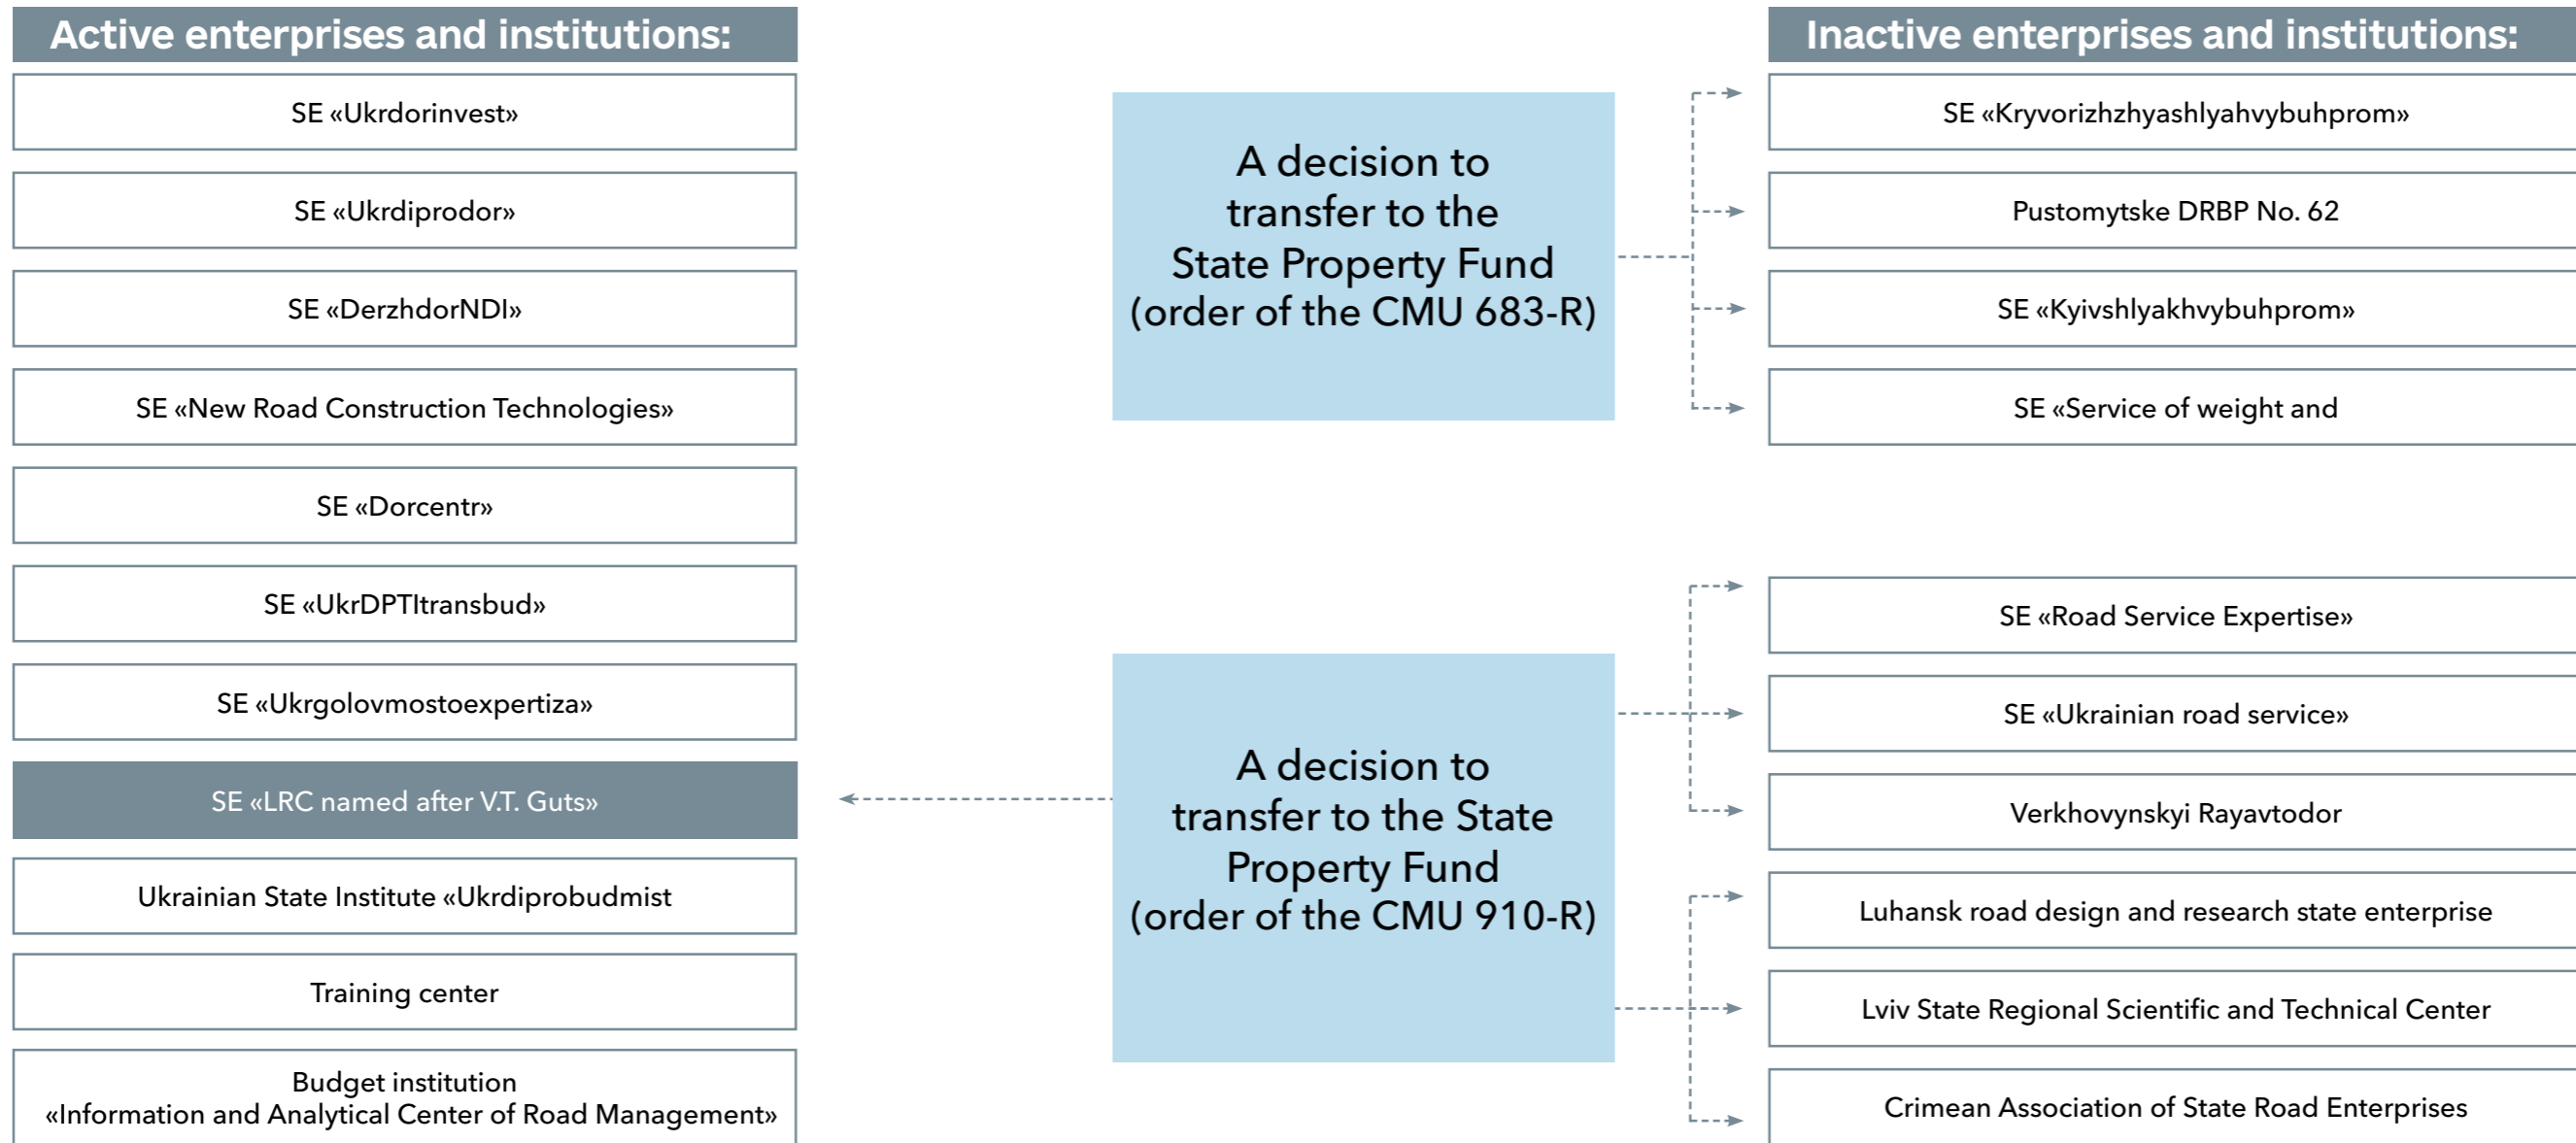 Active enterprises and institutions:
SE «Ukrdorinvest»
SE «Ukrdiprodor»
SE «DerzhdorNDI»
SE «New Road Construction Technologies»
SE «Dorcentr»
SE «UkrDPTItransbud»
SE «Ukrgolovmostoexpertiza»
SE «LRC named after V.T. Guts»
Ukrainian State Institute «Ukrdiprobudmist
Training center
Budget institution
«Information and Analytical Center of Road Management»
A decision to
transfer to the
State Property Fund
(order of the CMU 683-R)
A decision to
transfer to the State
Property Fund
(order of the CMU 910-R)
Inactive enterprises and institutions:
SE «Kryvorizhzhyashlyahvybuhprom»
Pustomytske DRBP No. 62
SE «Kyivshlyakhvybuhprom»
SE «Service of weight and
SE «Road Service Expertise»
SE «Ukrainian road service»
Verkhovynskyi Rayavtodor
Luhansk road design and research state enterprise
Lviv State Regional Scientific and Technical Center
Crimean Association of State Road Enterprises